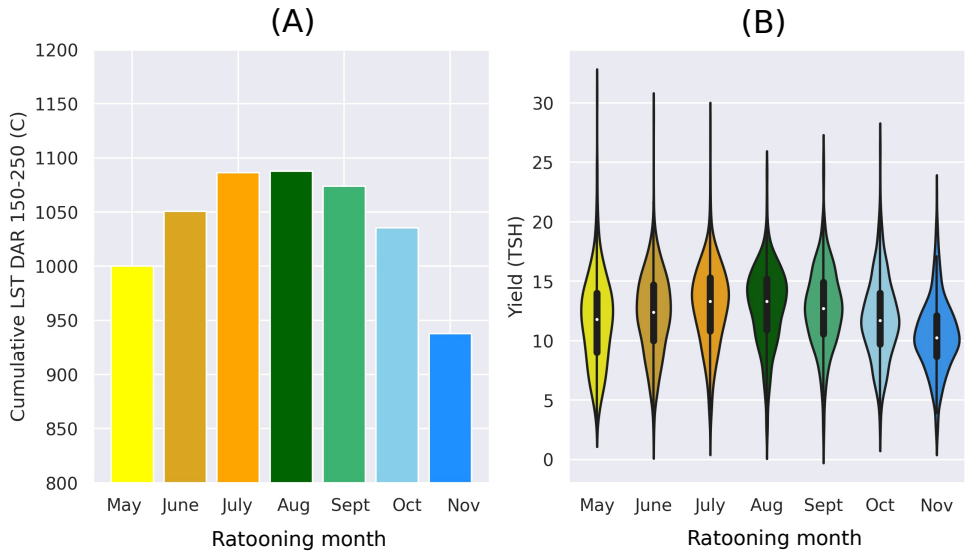 (A)
Cumulative LST DAR 150-250 (C)
1200
1150
1100
1050
1000
950
900
850
800
May June July Aug Sept Oct Nov
Ratooning month
(B)
Yield (TSH)
30
25
20
15
10
5
0
May June July Aug Sept Oct Nov
Ratooning month